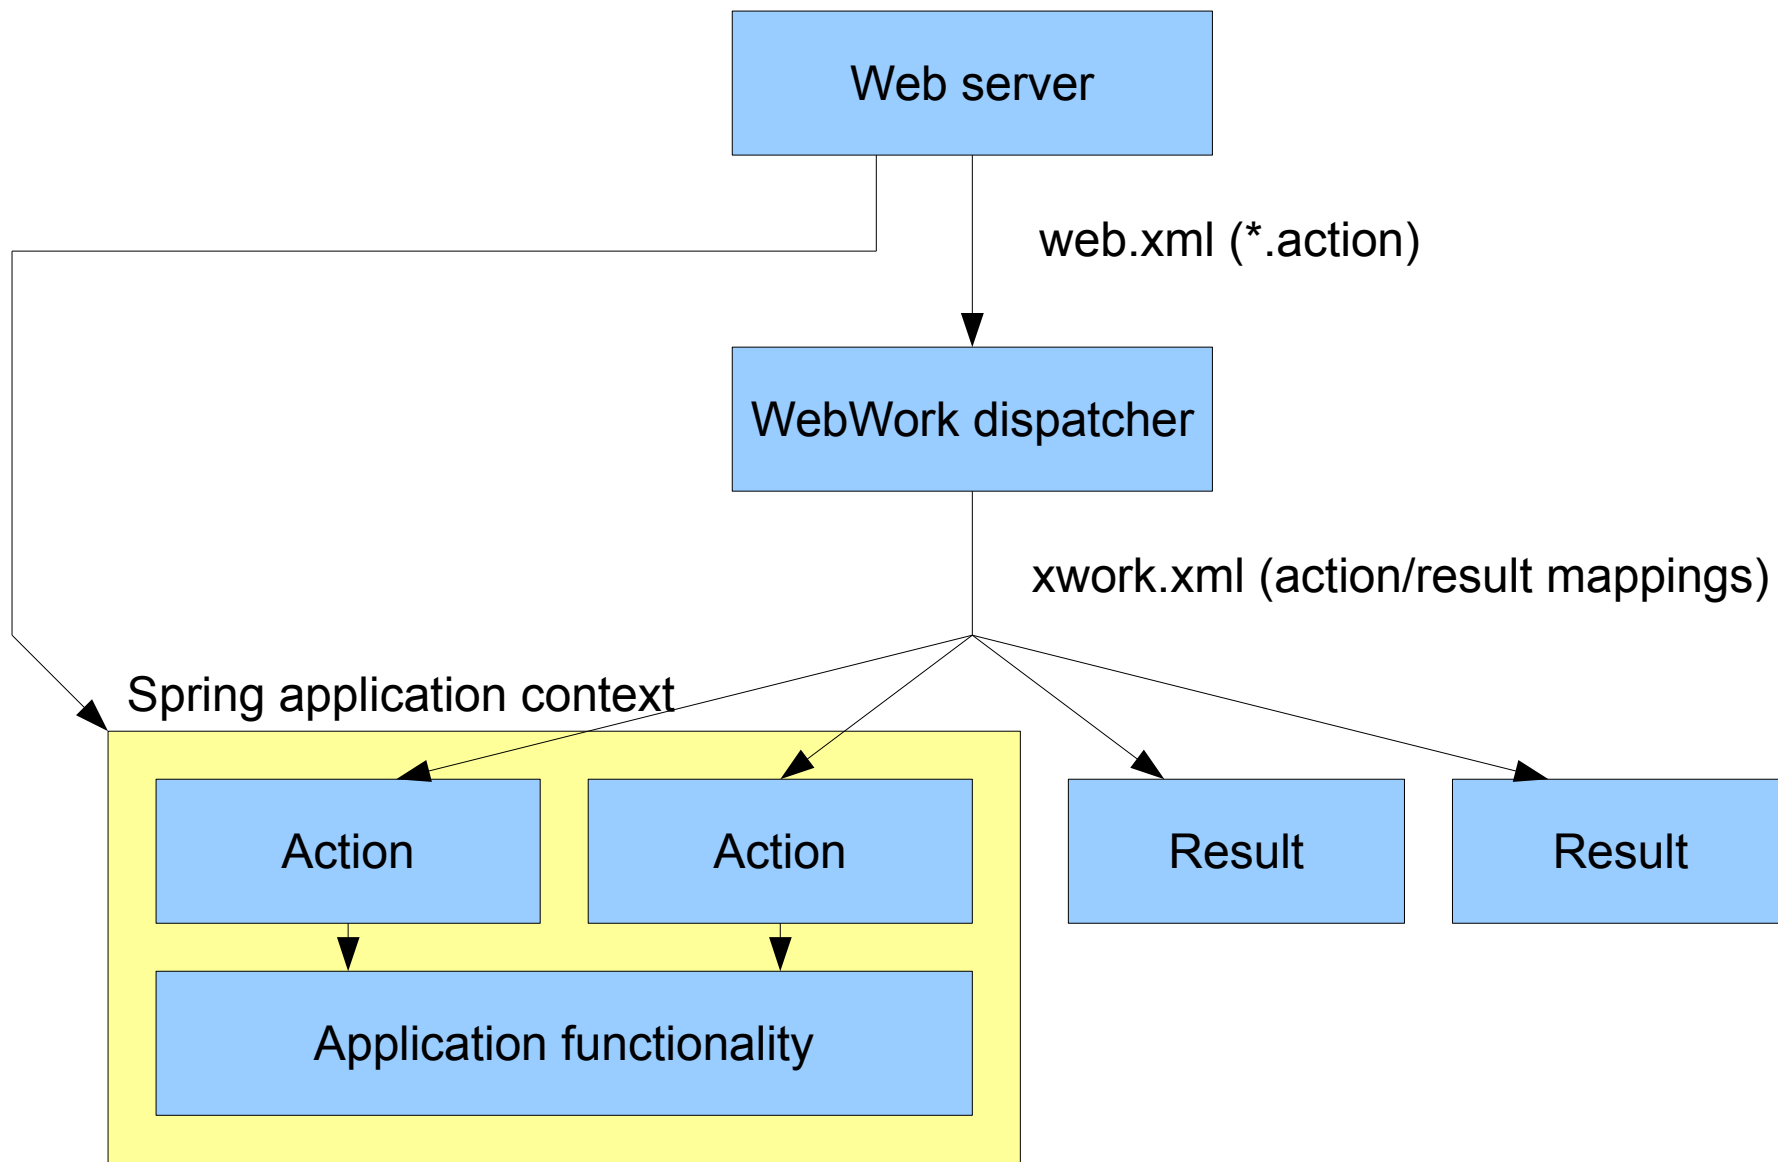 Web server
web.xml (*.action)
WebWork dispatcher
xwork.xml (action/result mappings)
Spring application context
Action
Action
Result
Result
Application functionality